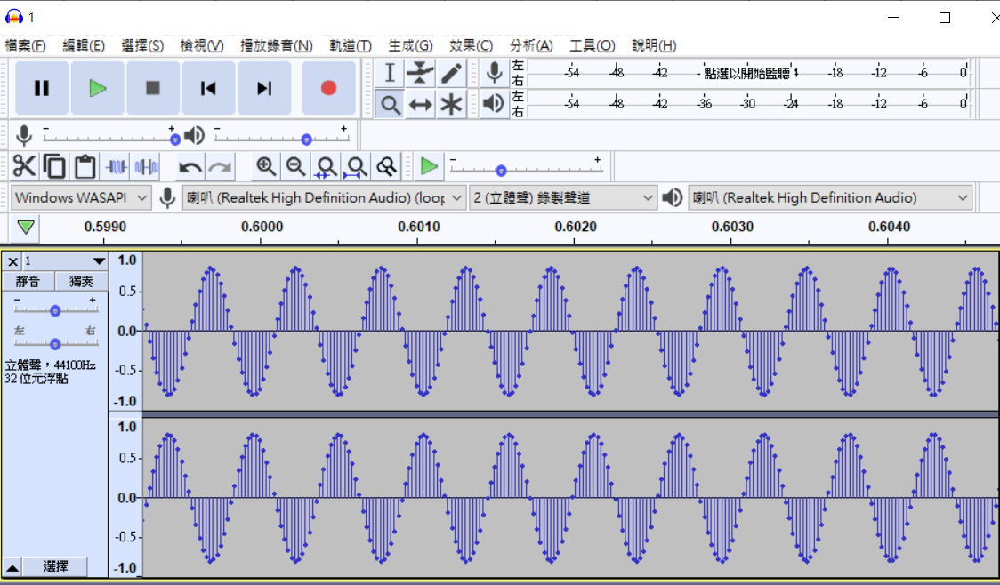 1
檔案(F) 編輯(E) 選擇(S) 檢視(V) 播放錄音(N) 軌道(T) 生成(G) 效果(C) 分析(A) 工具(O) 說明(H)
左 右 -54 -48 -42 - 點選以開始監聽 -18 -12 -6 0
左 右 -54 -48 -42 -36 -30 -24 -18 -12 -6 0
- + - +
- +
Windows WASAPI 喇叭 (Realtek High Definition Audio) (loop 2 (立體聲) 錄製聲道 喇叭 (Realtek High Definition Audio)
0.5990 0.6000 0.6010 0.6020 0.6030 0.6040
1
靜音 獨奏
- +
左 右
立體聲，44100Hz
32 位元浮點
選擇
1.0
0.5-
0.0-
-0.5-
-1.0
1.0
0.5-
0.0-
-0.5-
-1.0